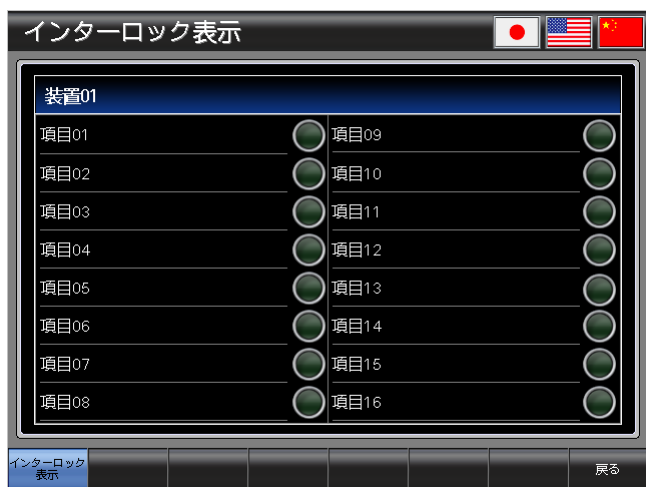 インターロック表示
装置01
項目01
項目02
項目03
項目04
項目05
項目06
項目07
項目08
項目09
項目10
項目11
項目12
項目13
項目14
項目15
項目16
インターロック
表示
戻る